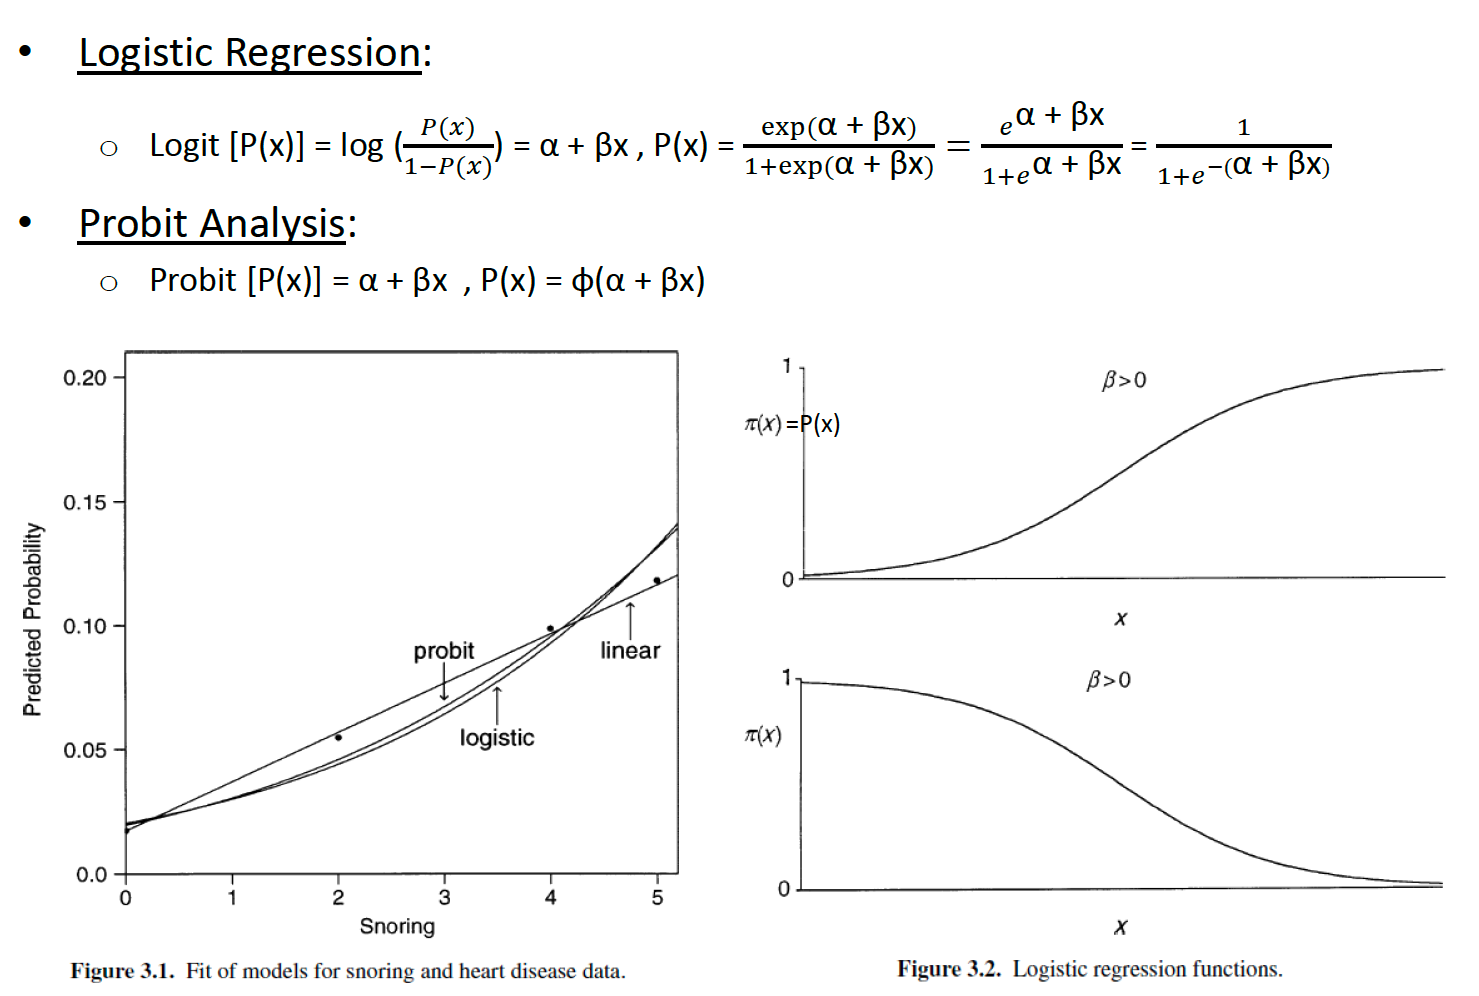 • Logistic Regression:
o Logit [P(x)] = log (P(x)/1−P(x)) = α + βx , P(x) = exp(α + βx)/1+exp(α + βx) = e^α + βx/1+e^α + βx = 1/1+e^−(α + βx)
• Probit Analysis:
o Probit [P(x)] = α + βx , P(x) = ф(α + βx)
0.20
0.15
0.10
0.05
0.0
Predicted Probability
probit
linear
logistic
0 1 2 3 4 5
Snoring
Figure 3.1. Fit of models for snoring and heart disease data.
1
β>0
π(x) =P(x)
0
x
1
β>0
π(x)
0
x
Figure 3.2. Logistic regression functions.